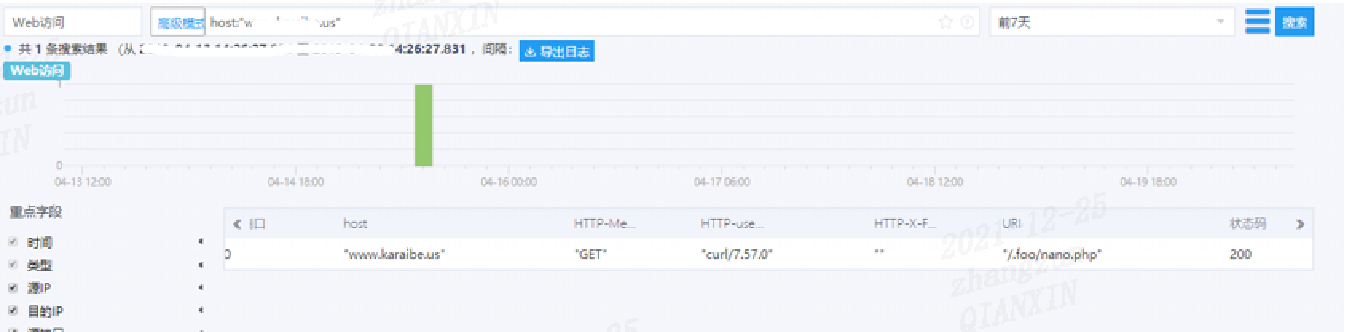 Web访问 高级模式 host:"w us" 前7天 搜索
共 1 条搜索结果 (从 14:26:27.831 , 间隔: 导出日志
Web访问
1
0
04-13 12:00 04-14 18:00 04-16 00:00 04-17 06:00 04-18 12:00 04-19 18:00
重点字段
口 host HTTP-Me... HTTP-use... HTTP-X-F... URI 状态码
时间
0 "www.karaibe.us" "GET" "curl/7.57.0" "" "/.foo/nano.php" 200
类型
源IP
目的IP
2021-12-25
QIANXIN